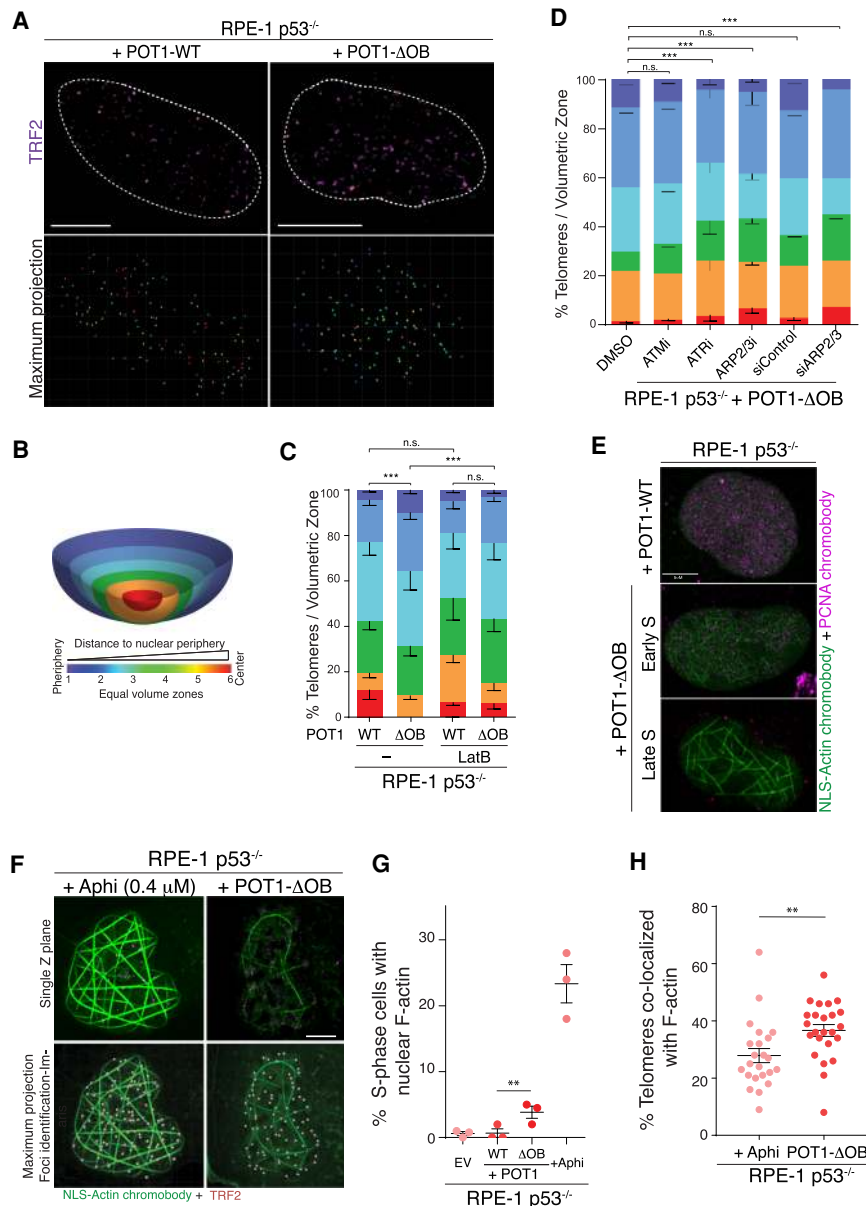 A
RPE-1 p53-/-
+ POT1-WT
+ POT1-ΔOB
TRF2
Maximum projection
B
Distance to nuclear periphery
Pheriphery
1 2 3 4 5 6
Center
Equal volume zones
C
n.s.
***
***
n.s.
% Telomeres / Volumetric Zone
100
80
60
40
20
0
POT1 WT ΔOB WT ΔOB
– LatB
RPE-1 p53-/-
D
***
n.s.
***
***
n.s.
% Telomeres / Volumetric Zone
100
80
60
40
20
0
DMSO ATMi ATRi ARP2/3i siControl siARP2/3
RPE-1 p53-/- + POT1-ΔOB
E
RPE-1 p53-/-
+ POT1-WT
+ POT1-ΔOB
Early S
Late S
NLS-Actin chromobody + PCNA chromobody
F
RPE-1 p53-/-
+ Aphi (0.4 μM) + POT1-ΔOB
Single Z plane
Maximum projection
Foci identification-Im-
aris
NLS-Actin chromobody + TRF2
G
% S-phase cells with
nuclear F-actin
30
20
10
0
**
EV WT ΔOB +Aphi
+ POT1
RPE-1 p53-/-
H
% Telomeres co-localized
with F-actin
80
60
40
20
0
**
+ Aphi POT1-ΔOB
RPE-1 p53-/-